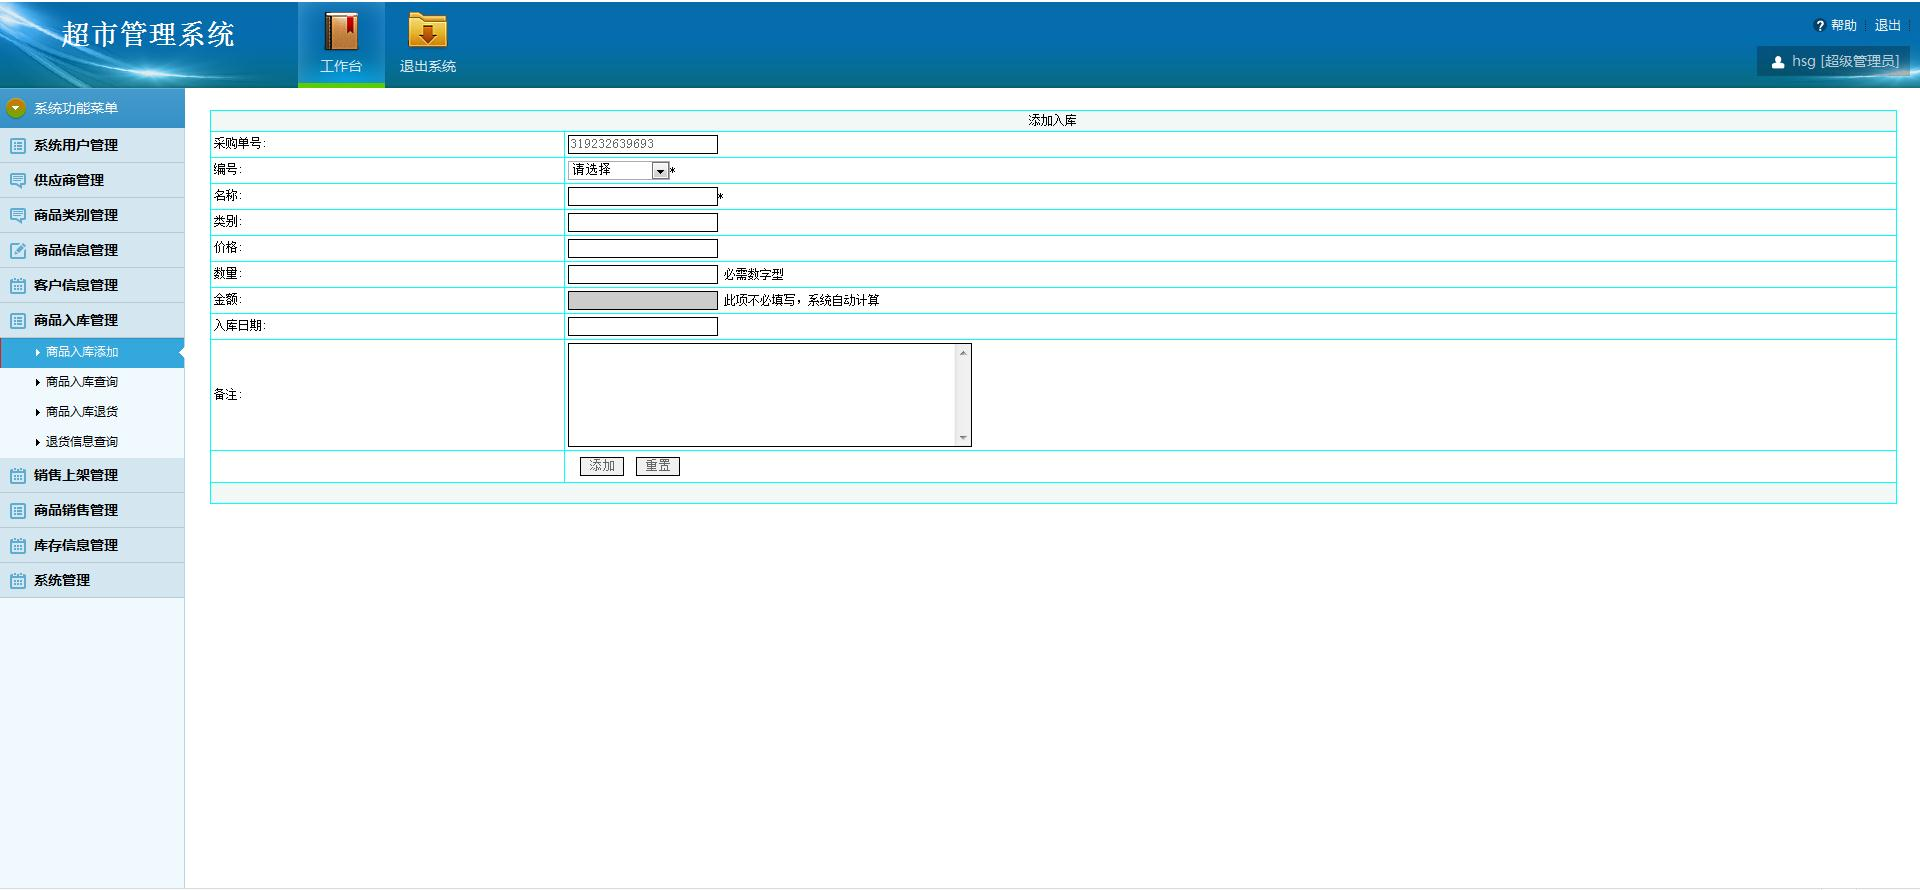 超市管理系统
工作台
退出系统
? 帮助
退出
hsg [超级管理员]
系统功能菜单
系统用户管理
供应商管理
商品类别管理
商品信息管理
客户信息管理
商品入库管理
商品入库添加
商品入库查询
商品入库退货
退货信息查询
销售上架管理
商品销售管理
库存信息管理
系统管理
添加入库
采购单号: 319232639693
编号: 请选择 *
名称: *
类别:
价格:
数量: 必需数字型
金额: 此项不必填写，系统自动计算
入库日期:
备注:
添加 重置